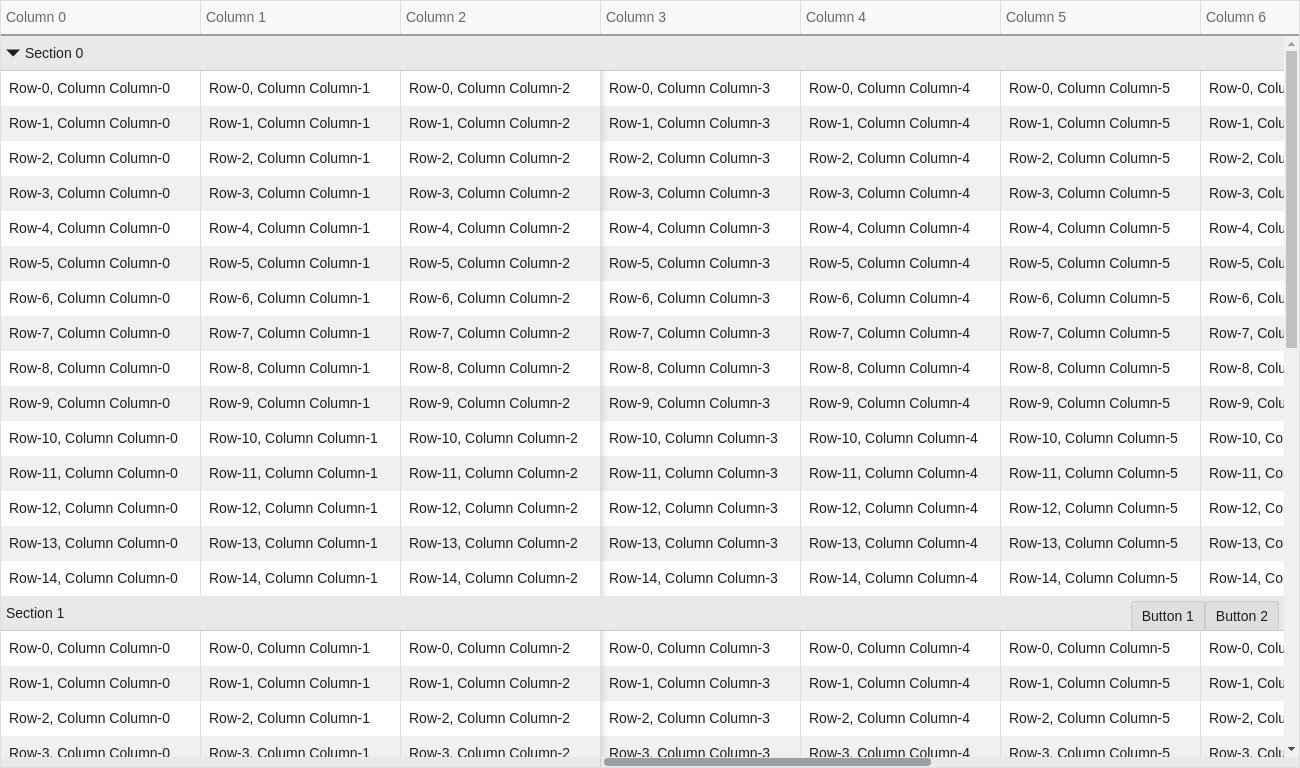 Column 0 Column 1 Column 2 Column 3 Column 4 Column 5 Column 6
Section 0
Row-0, Column Column-0 Row-0, Column Column-1 Row-0, Column Column-2 Row-0, Column Column-3 Row-0, Column Column-4 Row-0, Column Column-5 Row-0, Colu
Row-1, Column Column-0 Row-1, Column Column-1 Row-1, Column Column-2 Row-1, Column Column-3 Row-1, Column Column-4 Row-1, Column Column-5 Row-1, Colu
Row-2, Column Column-0 Row-2, Column Column-1 Row-2, Column Column-2 Row-2, Column Column-3 Row-2, Column Column-4 Row-2, Column Column-5 Row-2, Colu
Row-3, Column Column-0 Row-3, Column Column-1 Row-3, Column Column-2 Row-3, Column Column-3 Row-3, Column Column-4 Row-3, Column Column-5 Row-3, Colu
Row-4, Column Column-0 Row-4, Column Column-1 Row-4, Column Column-2 Row-4, Column Column-3 Row-4, Column Column-4 Row-4, Column Column-5 Row-4, Colu
Row-5, Column Column-0 Row-5, Column Column-1 Row-5, Column Column-2 Row-5, Column Column-3 Row-5, Column Column-4 Row-5, Column Column-5 Row-5, Colu
Row-6, Column Column-0 Row-6, Column Column-1 Row-6, Column Column-2 Row-6, Column Column-3 Row-6, Column Column-4 Row-6, Column Column-5 Row-6, Colu
Row-7, Column Column-0 Row-7, Column Column-1 Row-7, Column Column-2 Row-7, Column Column-3 Row-7, Column Column-4 Row-7, Column Column-5 Row-7, Colu
Row-8, Column Column-0 Row-8, Column Column-1 Row-8, Column Column-2 Row-8, Column Column-3 Row-8, Column Column-4 Row-8, Column Column-5 Row-8, Colu
Row-9, Column Column-0 Row-9, Column Column-1 Row-9, Column Column-2 Row-9, Column Column-3 Row-9, Column Column-4 Row-9, Column Column-5 Row-9, Colu
Row-10, Column Column-0 Row-10, Column Column-1 Row-10, Column Column-2 Row-10, Column Column-3 Row-10, Column Column-4 Row-10, Column Column-5 Row-10, Co
Row-11, Column Column-0 Row-11, Column Column-1 Row-11, Column Column-2 Row-11, Column Column-3 Row-11, Column Column-4 Row-11, Column Column-5 Row-11, Co
Row-12, Column Column-0 Row-12, Column Column-1 Row-12, Column Column-2 Row-12, Column Column-3 Row-12, Column Column-4 Row-12, Column Column-5 Row-12, Co
Row-13, Column Column-0 Row-13, Column Column-1 Row-13, Column Column-2 Row-13, Column Column-3 Row-13, Column Column-4 Row-13, Column Column-5 Row-13, Co
Row-14, Column Column-0 Row-14, Column Column-1 Row-14, Column Column-2 Row-14, Column Column-3 Row-14, Column Column-4 Row-14, Column Column-5 Row-14, Co
Section 1 Button 1 Button 2
Row-0, Column Column-0 Row-0, Column Column-1 Row-0, Column Column-2 Row-0, Column Column-3 Row-0, Column Column-4 Row-0, Column Column-5 Row-0, Colu
Row-1, Column Column-0 Row-1, Column Column-1 Row-1, Column Column-2 Row-1, Column Column-3 Row-1, Column Column-4 Row-1, Column Column-5 Row-1, Colu
Row-2, Column Column-0 Row-2, Column Column-1 Row-2, Column Column-2 Row-2, Column Column-3 Row-2, Column Column-4 Row-2, Column Column-5 Row-2, Colu
Row-3, Column Column-0 Row-3, Column Column-1 Row-3, Column Column-2 Row-3, Column Column-3 Row-3, Column Column-4 Row-3, Column Column-5 Row-3, Colu